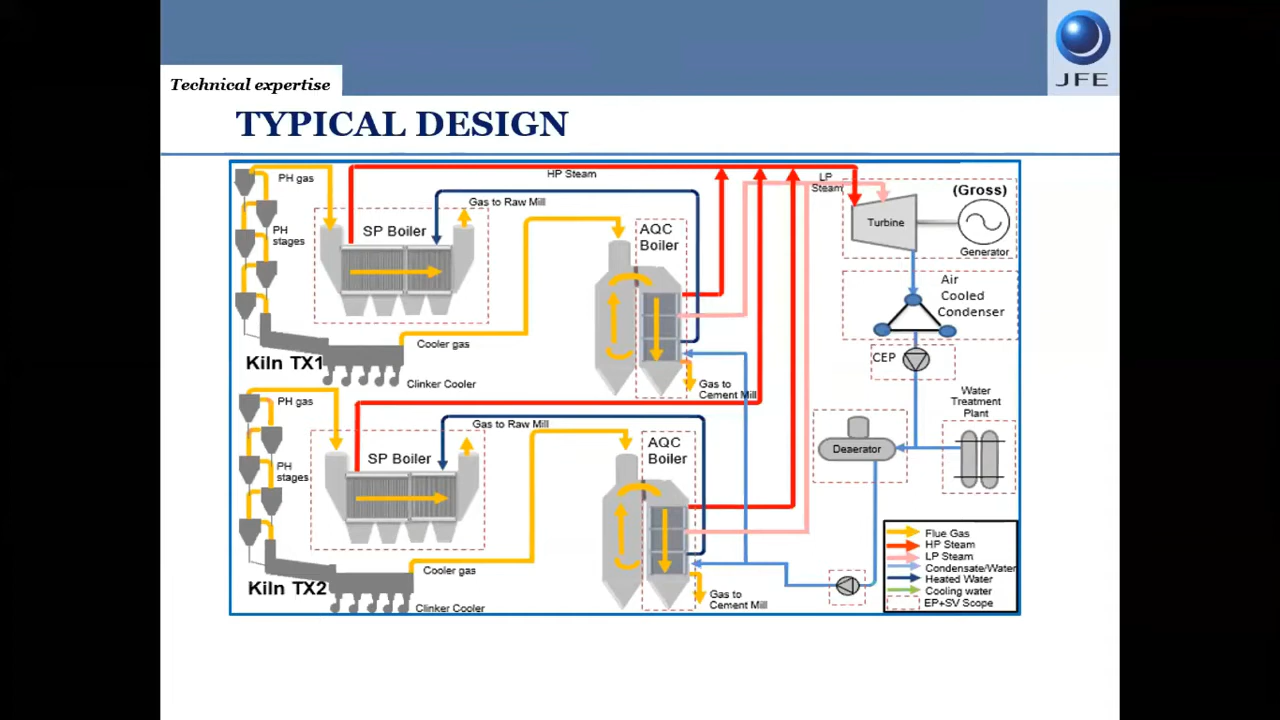 Technical expertise
JFE
TYPICAL DESIGN
PH gas
HP Steam
LP
Steam
(Gross)
Gas to Raw Mill
SP Boiler
AQC
Boiler
PH
stages
Turbine
Generator
Air
Cooled
Condenser
Cooler gas
Kiln TX1
Clinker Cooler
CEP
Gas to
Cement Mill
Water
Treatment
Plant
PH gas
Gas to Raw Mill
SP Boiler
AQC
Boiler
PH
stages
Deaerator
Cooler gas
Kiln TX2
Clinker Cooler
Gas to
Cement Mill
Flue Gas
HP Steam
LP Steam
Condensate/Water
Heated Water
Cooling water
EP+SV Scope